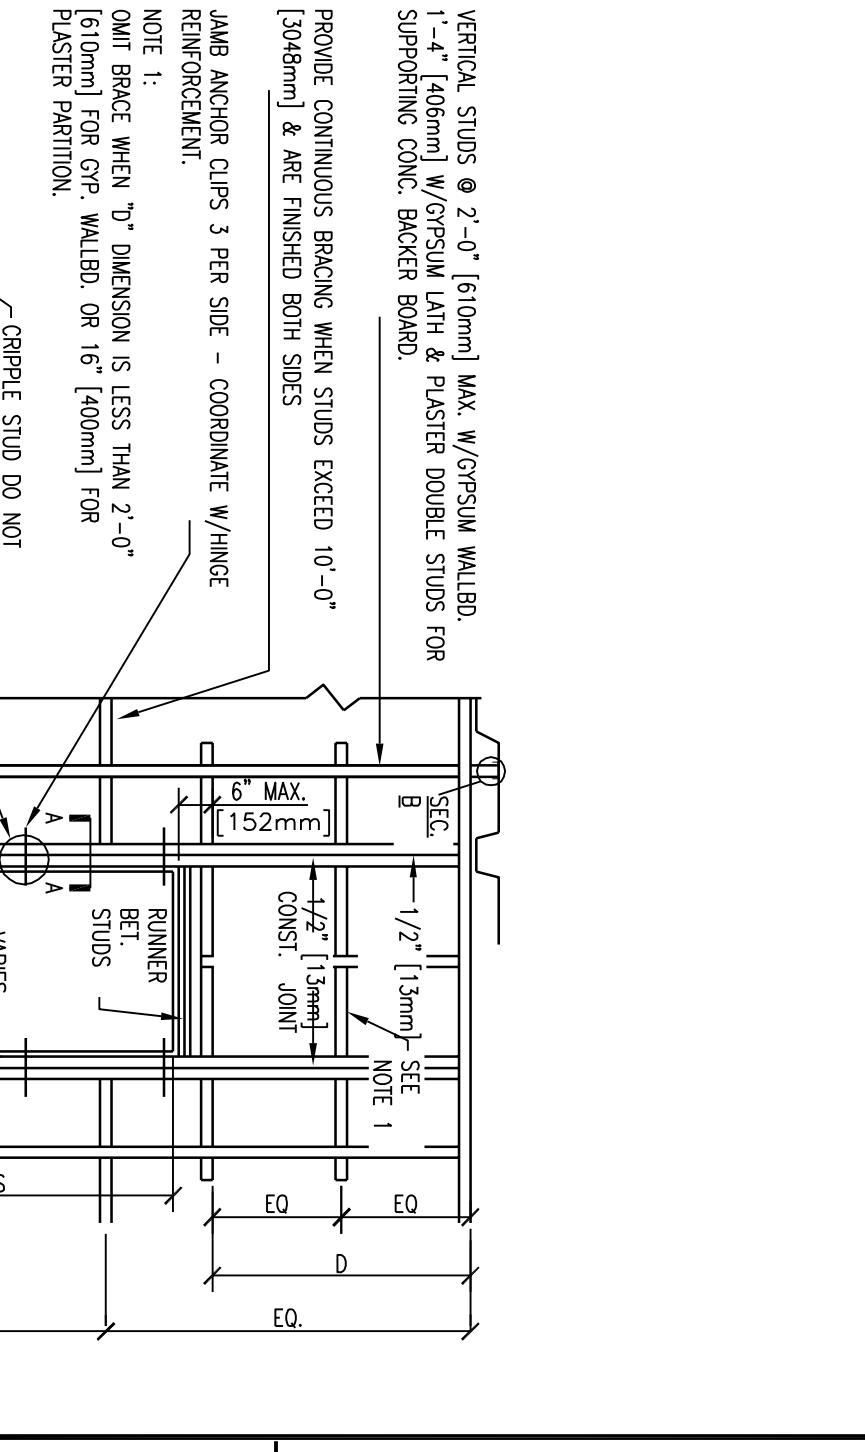 VERTICAL STUDS @ 2'-0" [610mm] MAX. W/GYPSUM WALLBD.
1'-4" [406mm] W/GYPSUM LATH & PLASTER DOUBLE STUDS FOR
SUPPORTING CONC. BACKER BOARD.
PROVIDE CONTINUOUS BRACING WHEN STUDS EXCEED 10'-0"
[3048mm] & ARE FINISHED BOTH SIDES
JAMB ANCHOR CLIPS 3 PER SIDE - COORDINATE W/HINGE
REINFORCEMENT.
NOTE 1:
OMIT BRACE WHEN "D" DIMENSION IS LESS THAN 2'-0"
[610mm] FOR GYP. WALLBD. OR 16" [400mm] FOR
PLASTER PARTITION.
CRIPPLE STUD DO NOT
SEC.
B
6" MAX.
[152mm]
A
A
1/2" [13mm]
1/2" [13mm]
CONST. JOINT
RUNNER
BET.
STUDS
VARIES
SEE
NOTE 1
S
EQ
EQ
D
EQ.